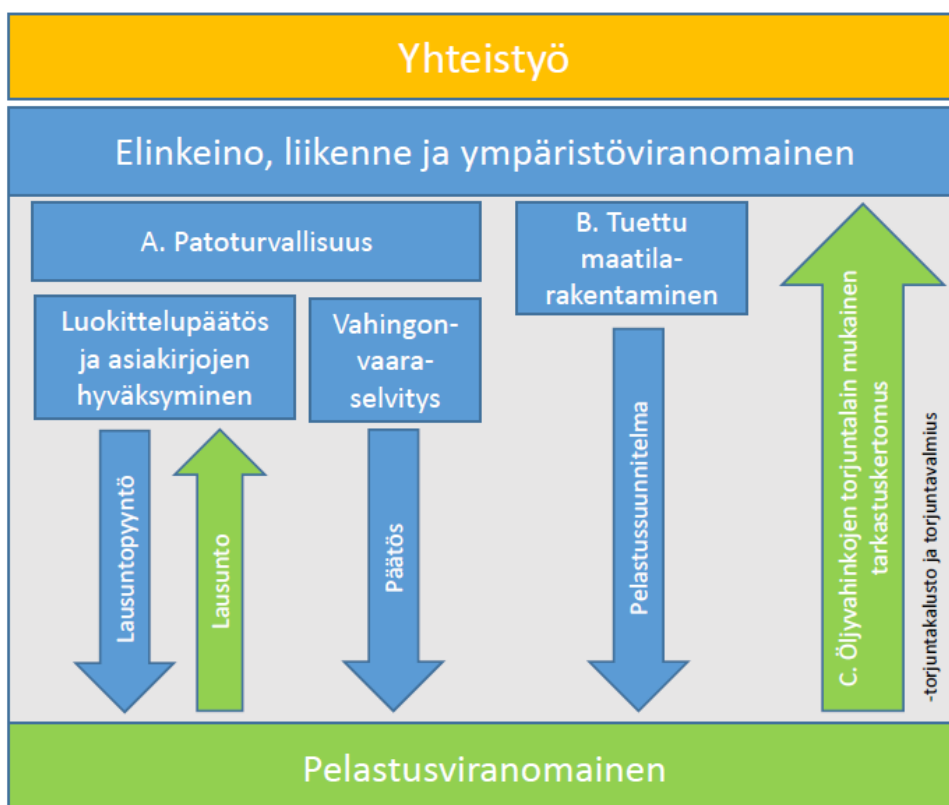 Yhteistyö
Elinkeino, liikenne ja ympäristöviranomainen
A. Patoturvallisuus
B. Tuettu
maatila-
rakentaminen
Luokittelupäätös
ja asiakirjojen
hyväksyminen
Vahingon-
vaara-
selvitys
Lausuntopyyntö
Lausunto
Päätös
Pelastussuunnitelma
C. Öljyvahinkojen torjuntalain mukainen
tarkastuskertomus
-torjuntakalusto ja torjuntavalmius
Pelastusviranomainen